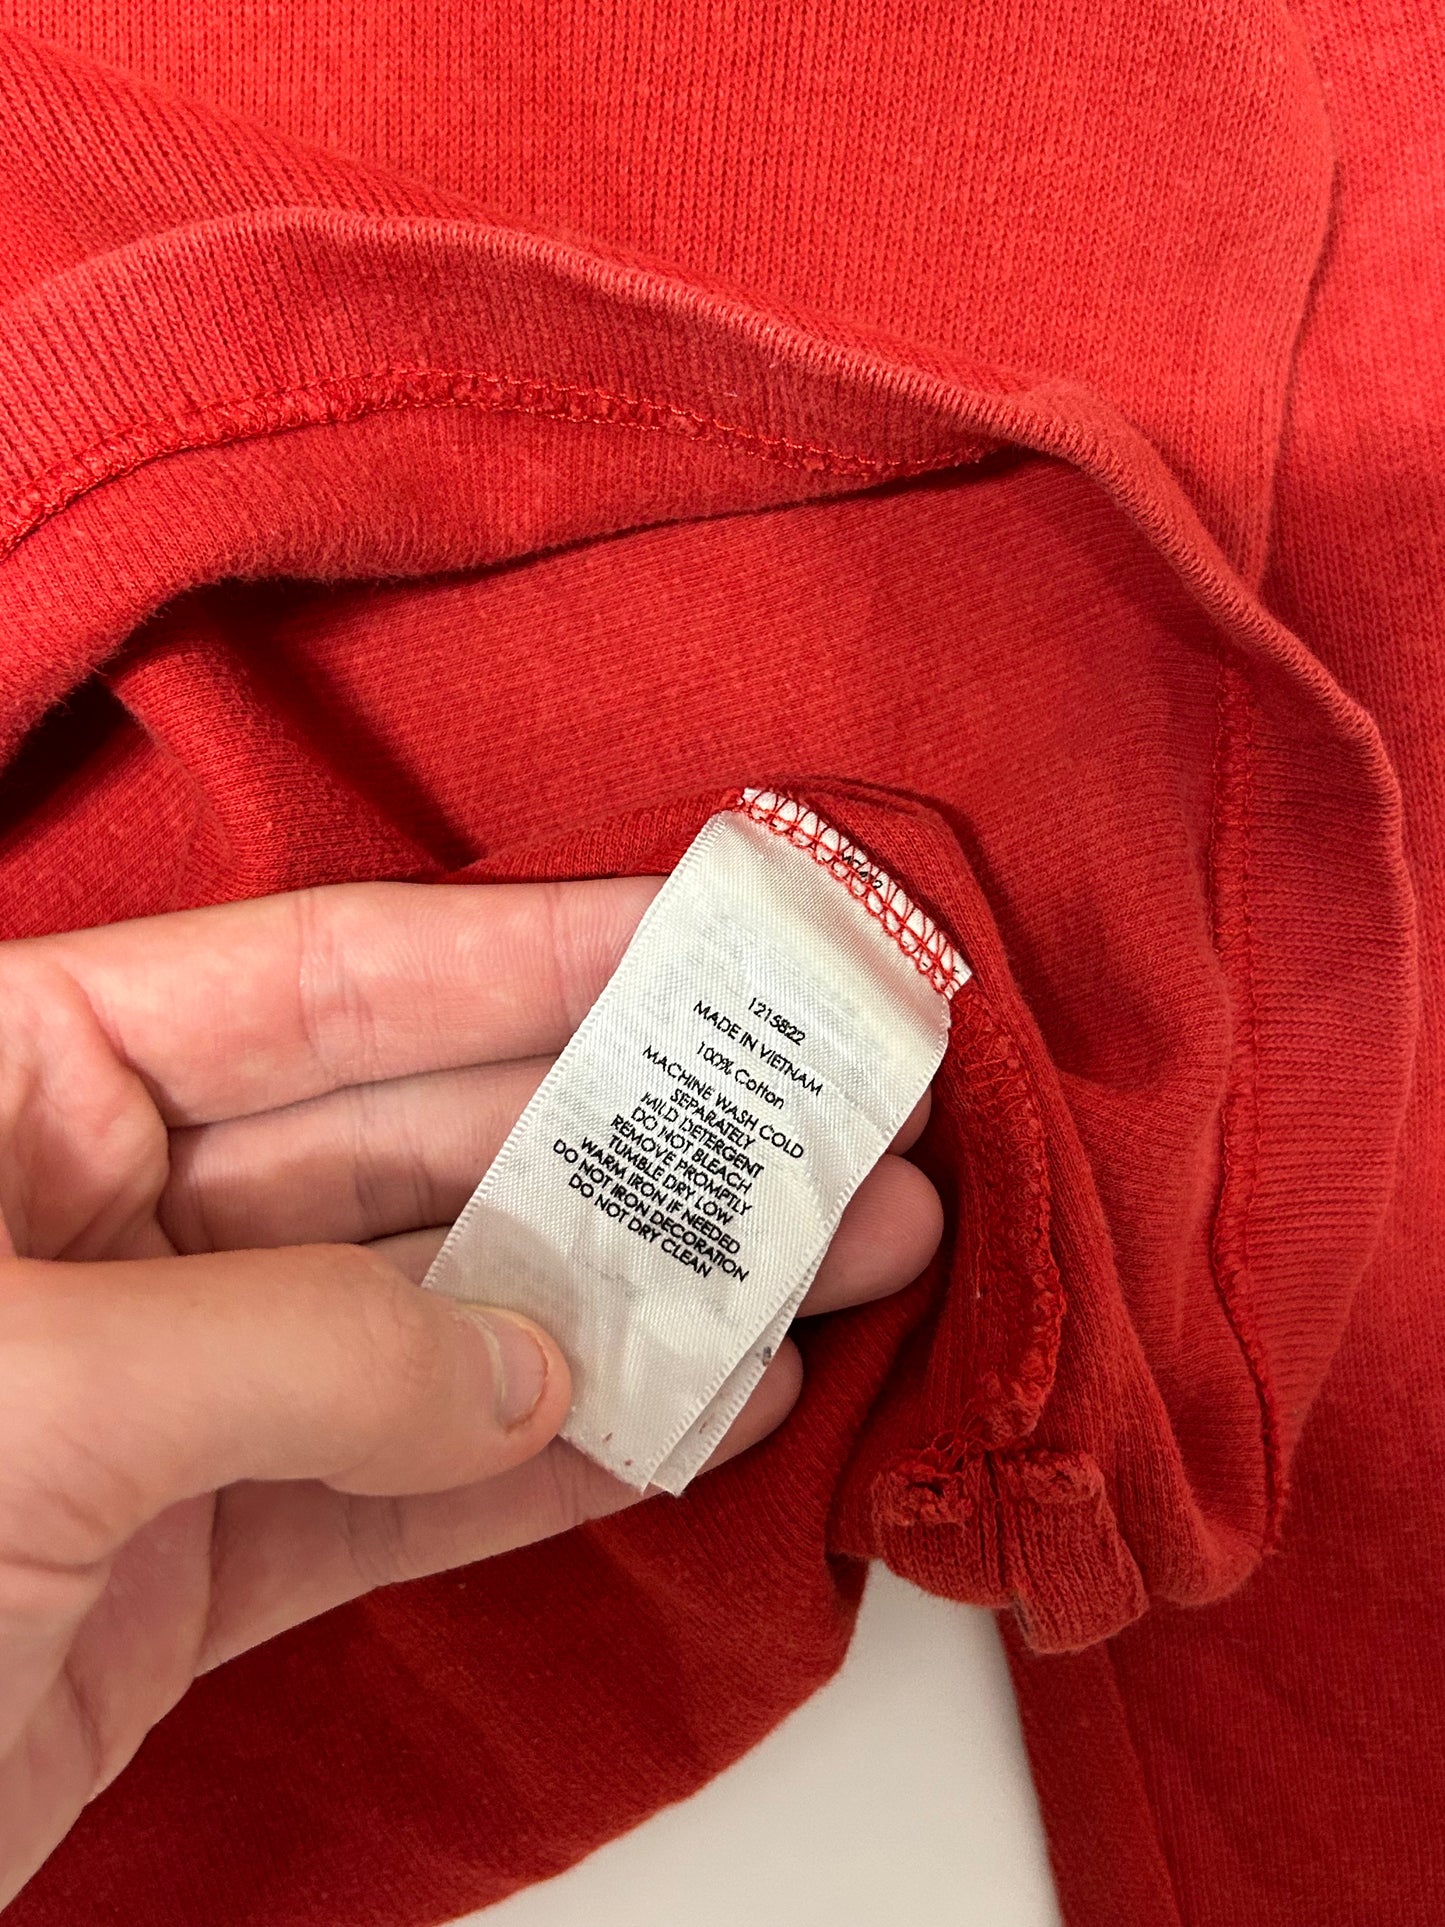 1215822
MADE IN VIETNAM
100% Cotton
MACHINE WASH COLD
SEPARATELY
MILD DETERGENT
DO NOT BLEACH
REMOVE PROMPTLY
TUMBLE DRY LOW
WARM IRON IF NEEDED
DO NOT IRON DECORATION
DO NOT DRY CLEAN